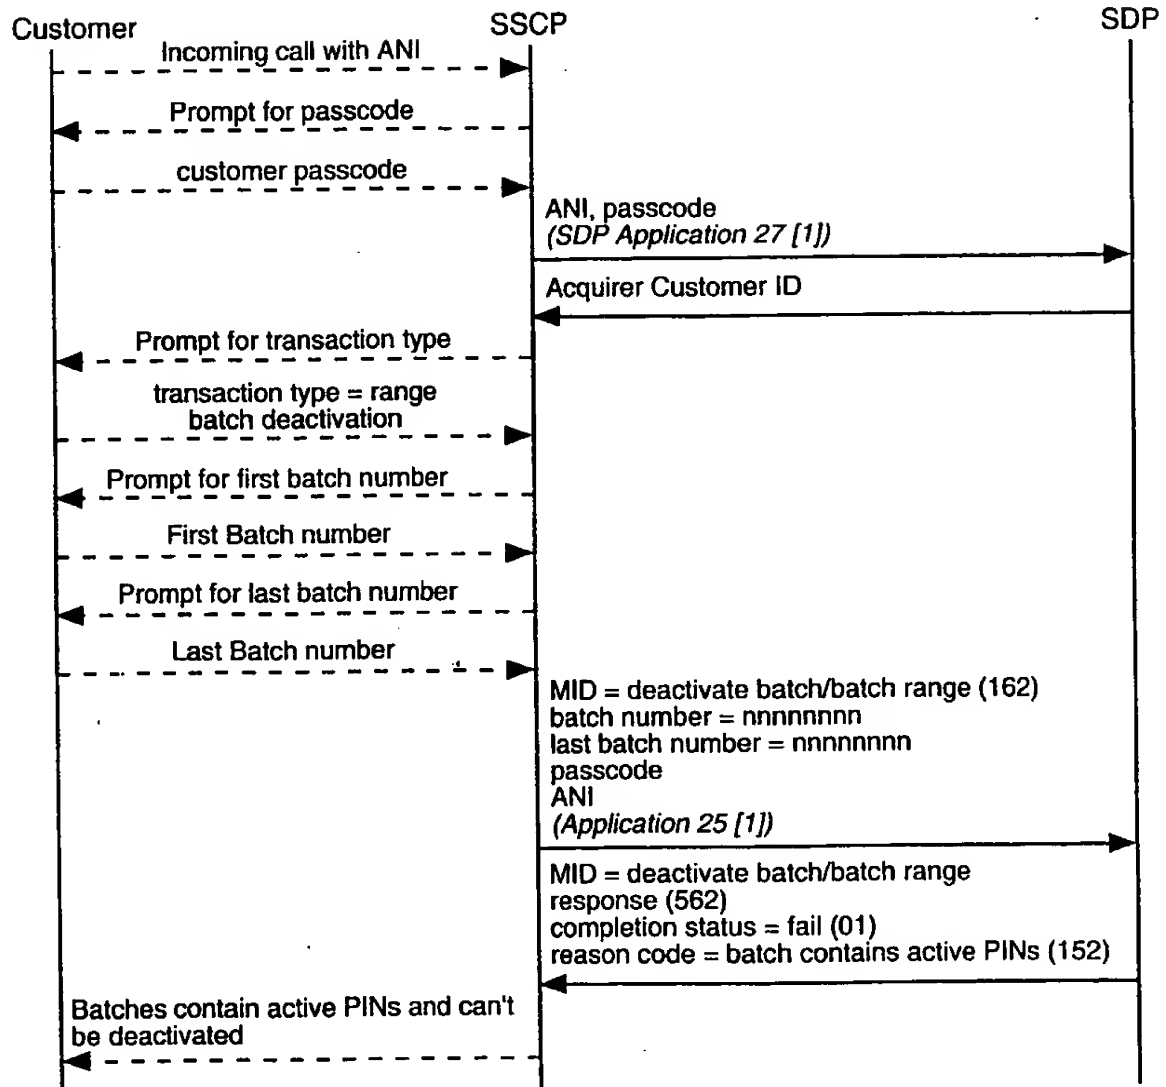 Customer
SSCP
SDP
Incoming call with ANI
Prompt for passcode
customer passcode
ANI, passcode
(SDP Application 27 [1])
Acquirer Customer ID
Prompt for transaction type
transaction type = range
batch deactivation
Prompt for first batch number
First Batch number
Prompt for last batch number
Last Batch number
MID = deactivate batch/batch range (162)
batch number = nnnnnnnn
last batch number = nnnnnnnn
passcode
ANI
(Application 25 [1])
MID = deactivate batch/batch range
response (562)
completion status = fail (01)
reason code = batch contains active PINs (152)
Batches contain active PINs and can't
be deactivated